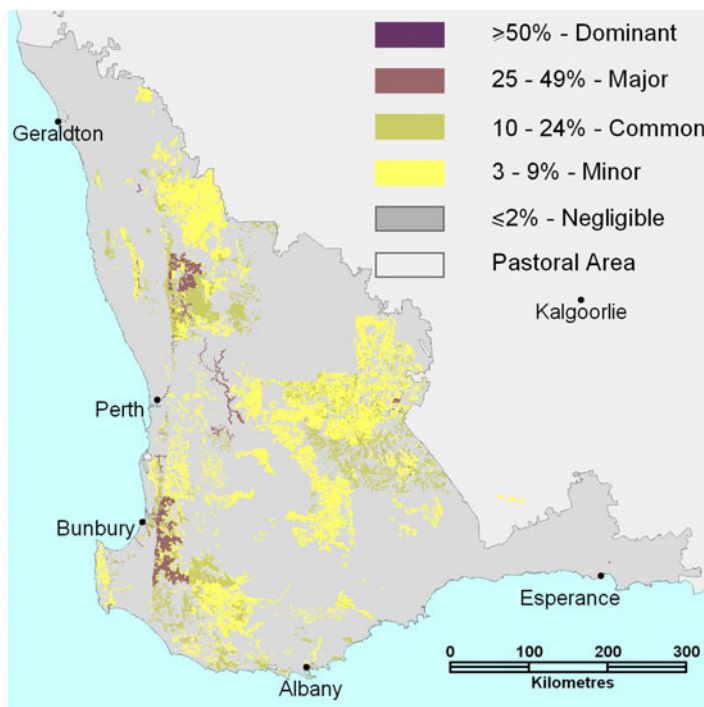 ⩾50% - Dominant
25 - 49% - Major
10 - 24% - Common
3 - 9% - Minor
⩽2% - Negligible
Pastoral Area
Geraldton
Kalgoorlie
Perth
Bunbury
Esperance
Albany
0 100 200 300
Kilometres